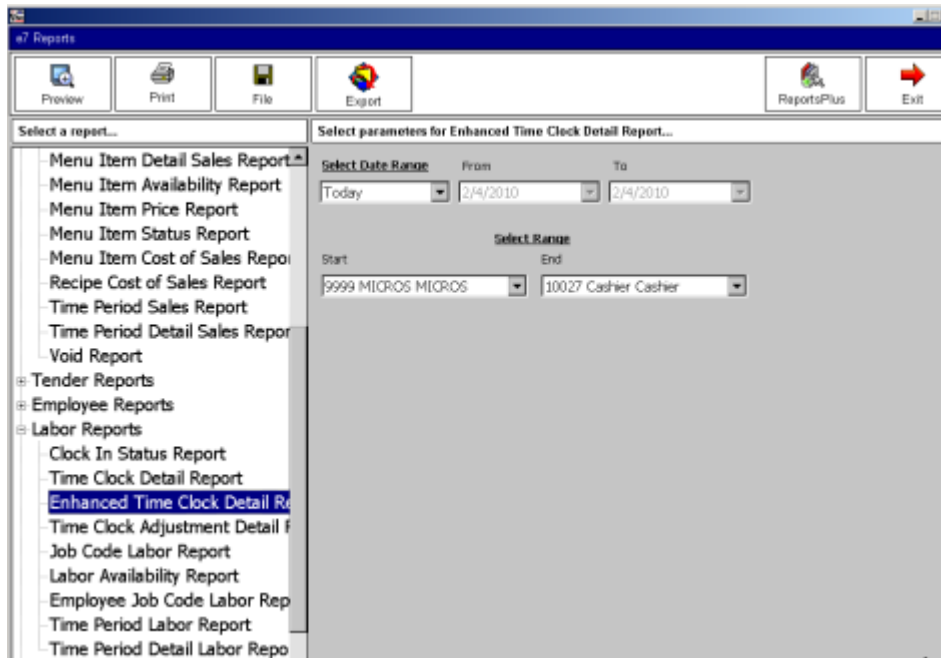 e7 Reports
Preview
Print
File
Export
ReportsPlus
Exit
Select a report...
Menu Item Detail Sales Report
Menu Item Availability Report
Menu Item Price Report
Menu Item Status Report
Menu Item Cost of Sales Repo
Recipe Cost of Sales Report
Time Period Sales Report
Time Period Detail Sales Repor
Void Report
Tender Reports
Employee Reports
Labor Reports
Clock In Status Report
Time Clock Detail Report
Enhanced Time Clock Detail Re
Time Clock Adjustment Detail R
Job Code Labor Report
Labor Availability Report
Employee Job Code Labor Rep
Time Period Labor Report
Time Period Detail Labor Repo
Select parameters for Enhanced Time Clock Detail Report...
Select Date Range From To
Today 2/4/2010 2/4/2010
Select Range
Start End
9999 MICROS MICROS 10027 Cashier Cashier